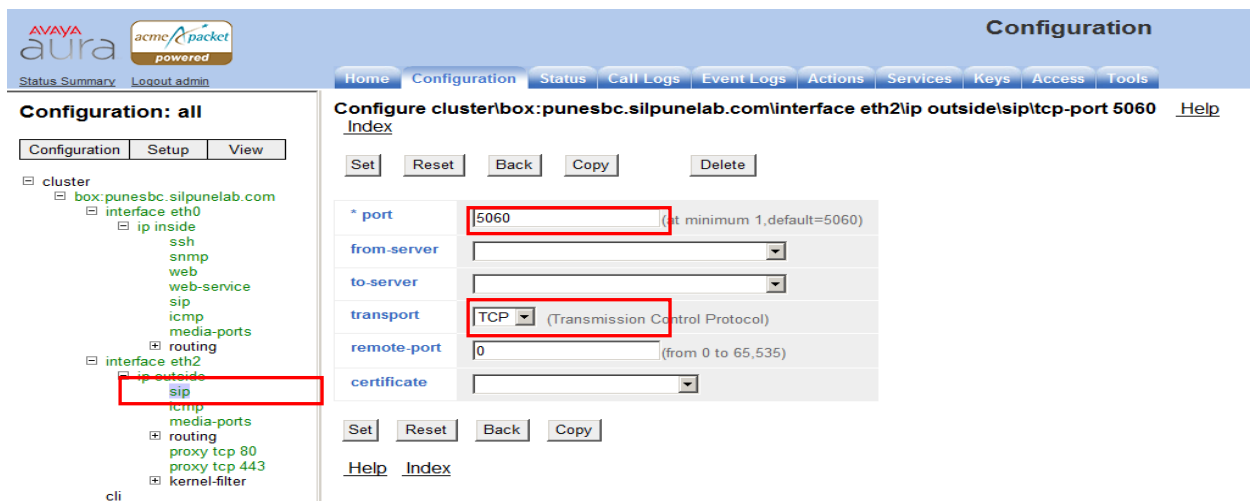 AVAYA
aura
acme packet
powered
Configuration
Status Summary Logout admin
Home Configuration Status Call Logs Event Logs Actions Services Keys Access Tools
Configuration: all
Configuration Setup View
cluster
box:punesbc.silpunelab.com
interface eth0
ip inside
ssh
snmp
web
web-service
sip
icmp
media-ports
routing
interface eth2
ip outside
sip
icmp
media-ports
routing
proxy tcp 80
proxy tcp 443
kernel-filter
cli
Configure cluster\box:punesbc.silpunelab.com\interface eth2\ip outside\sip\tcp-port 5060 Help
Index
Set Reset Back Copy Delete
* port 5060 (at minimum 1,default=5060)
from-server
to-server
transport TCP (Transmission Control Protocol)
remote-port 0 (from 0 to 65,535)
certificate
Set Reset Back Copy
Help Index